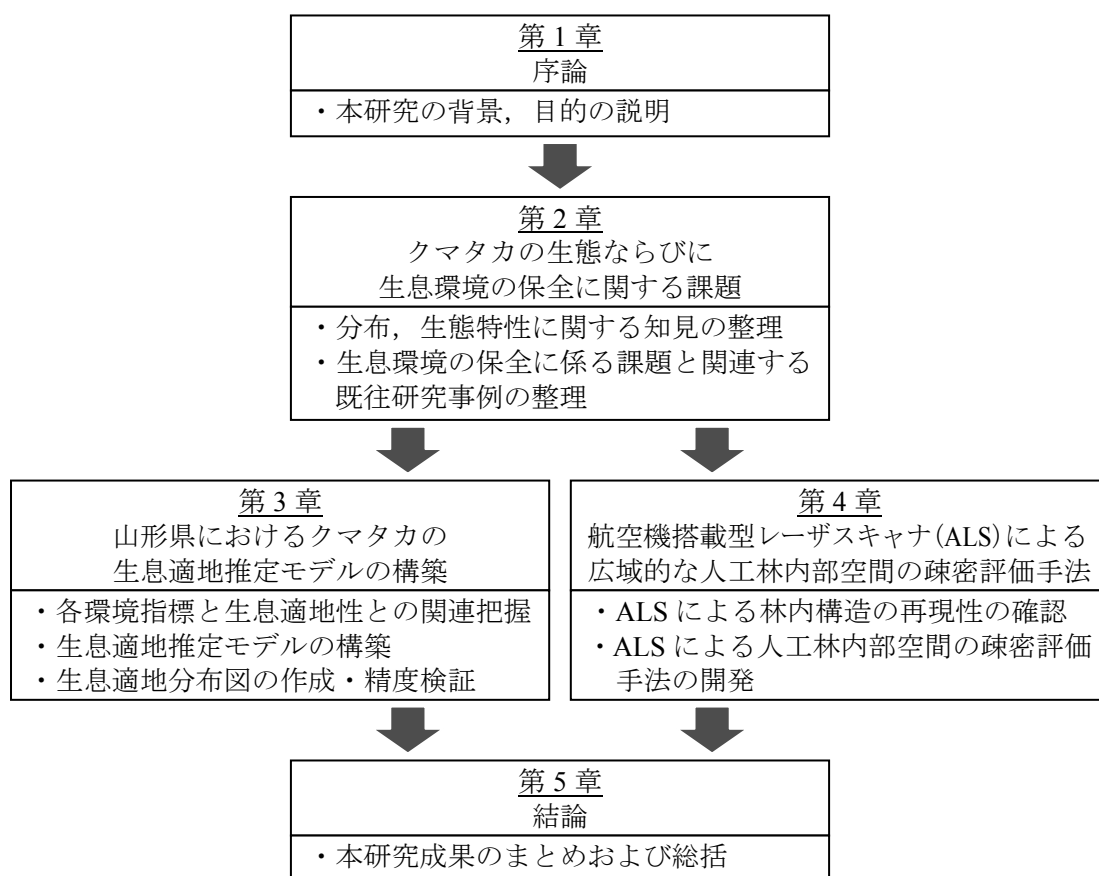 第1章
序論
・本研究の背景，目的の説明
第2章
クマタカの生態ならびに
生息環境の保全に関する課題
・分布，生態特性に関する知見の整理
・生息環境の保全に係る課題と関連する
既往研究事例の整理
第3章
山形県におけるクマタカの
生息適地推定モデルの構築
・各環境指標と生息適地性との関連把握
・生息適地推定モデルの構築
・生息適地分布図の作成・精度検証
第4章
航空機搭載型レーザスキャナ(ALS)による
広域的な人工林内部空間の疎密評価手法
・ALSによる林内構造の再現性の確認
・ALSによる人工林内部空間の疎密評価
手法の開発
第5章
結論
・本研究成果のまとめおよび総括